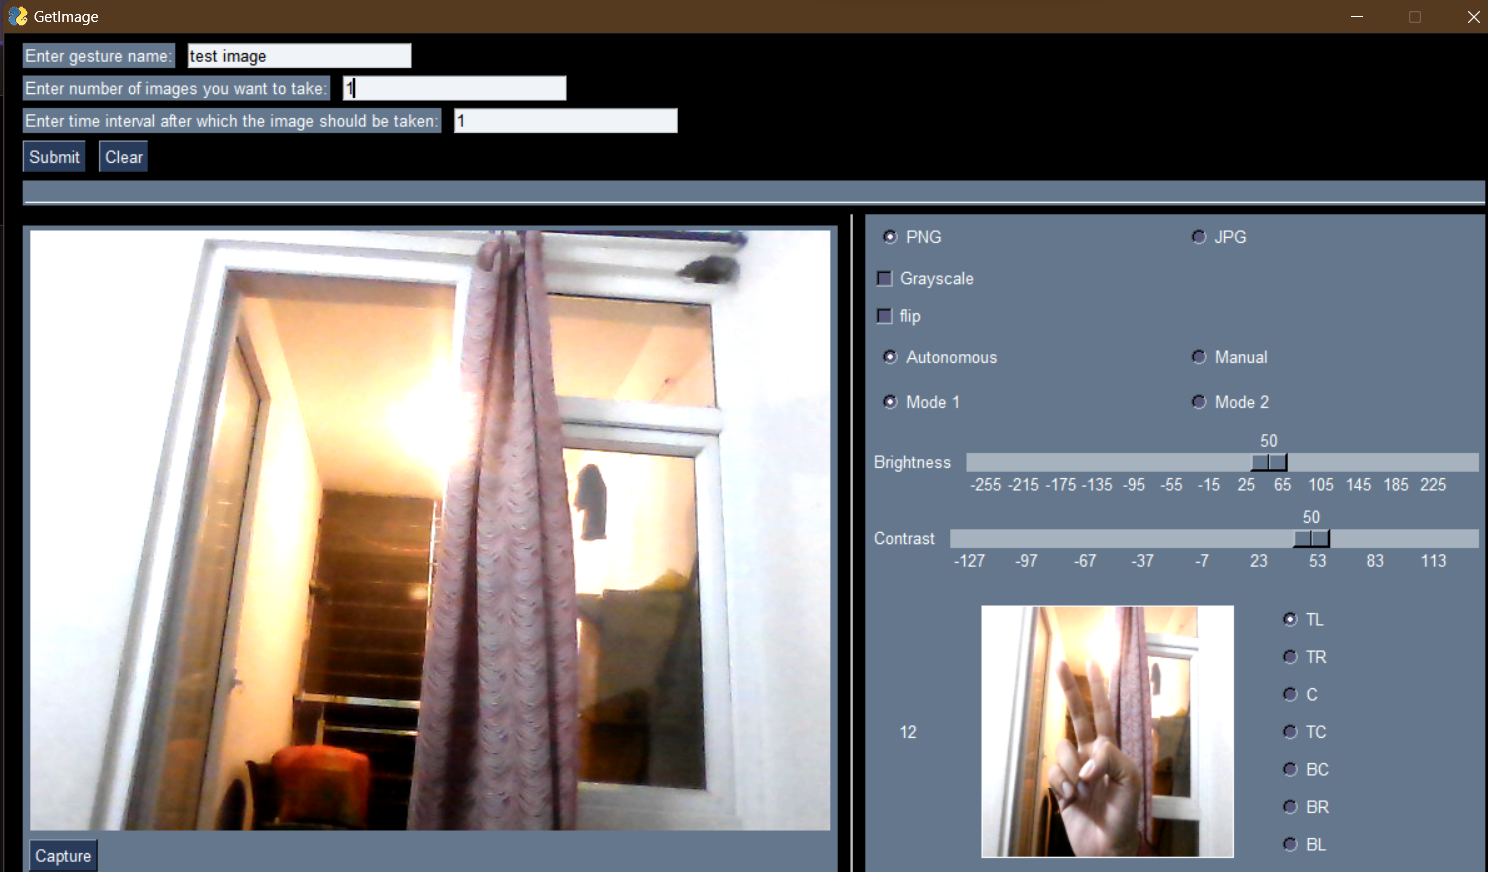 GetImage
Enter gesture name: test image
Enter number of images you want to take: 1
Enter time interval after which the image should be taken: 1
Submit Clear
PNG JPG
Grayscale
flip
Autonomous Manual
Mode 1 Mode 2
50
Brightness
-255 -215 -175 -135 -95 -55 -15 25 65 105 145 185 225
50
Contrast
-127 -97 -67 -37 -7 23 53 83 113
12
TL
TR
C
TC
BC
BR
BL
Capture